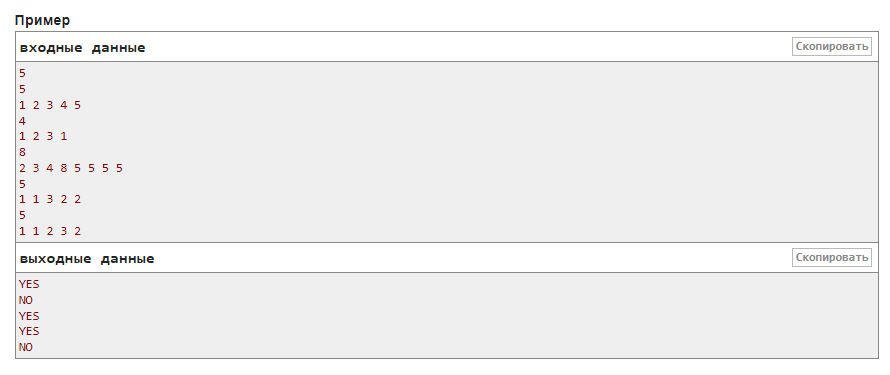 Пример
входные данные
Скопировать
5
5
1 2 3 4 5
4
1 2 3 1
8
2 3 4 8 5 5 5 5
5
1 1 3 2 2
5
1 1 2 3 2
выходные данные
Скопировать
YES
NO
YES
YES
NO